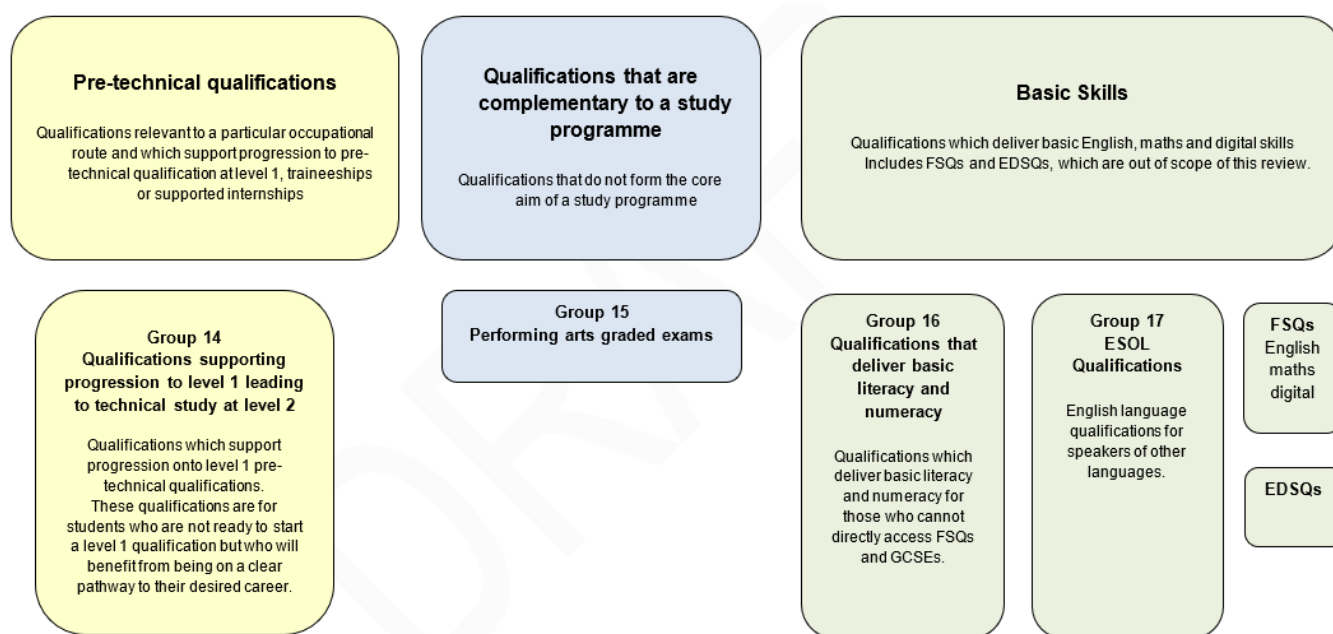 Pre-technical qualifications
Qualifications relevant to a particular occupational
route and which support progression to pre-
technical qualification at level 1, traineeships
or supported internships
Qualifications that are
complementary to a study
programme
Qualifications that do not form the core
aim of a study programme
Basic Skills
Qualifications which deliver basic English, maths and digital skills
Includes FSQs and EDSQs, which are out of scope of this review.
Group 14
Qualifications supporting
progression to level 1 leading
to technical study at level 2
Qualifications which support
progression onto level 1 pre-
technical qualifications.
These qualifications are for
students who are not ready to start
a level 1 qualification but who will
benefit from being on a clear
pathway to their desired career.
Group 15
Performing arts graded exams
Group 16
Qualifications that
deliver basic
literacy and
numeracy
Qualifications which
deliver basic literacy
and numeracy for
those who cannot
directly access FSQs
and GCSEs.
Group 17
ESOL
Qualifications
English language
qualifications for
speakers of other
languages.
FSQs
English
maths
digital
EDSQs
DRAFT